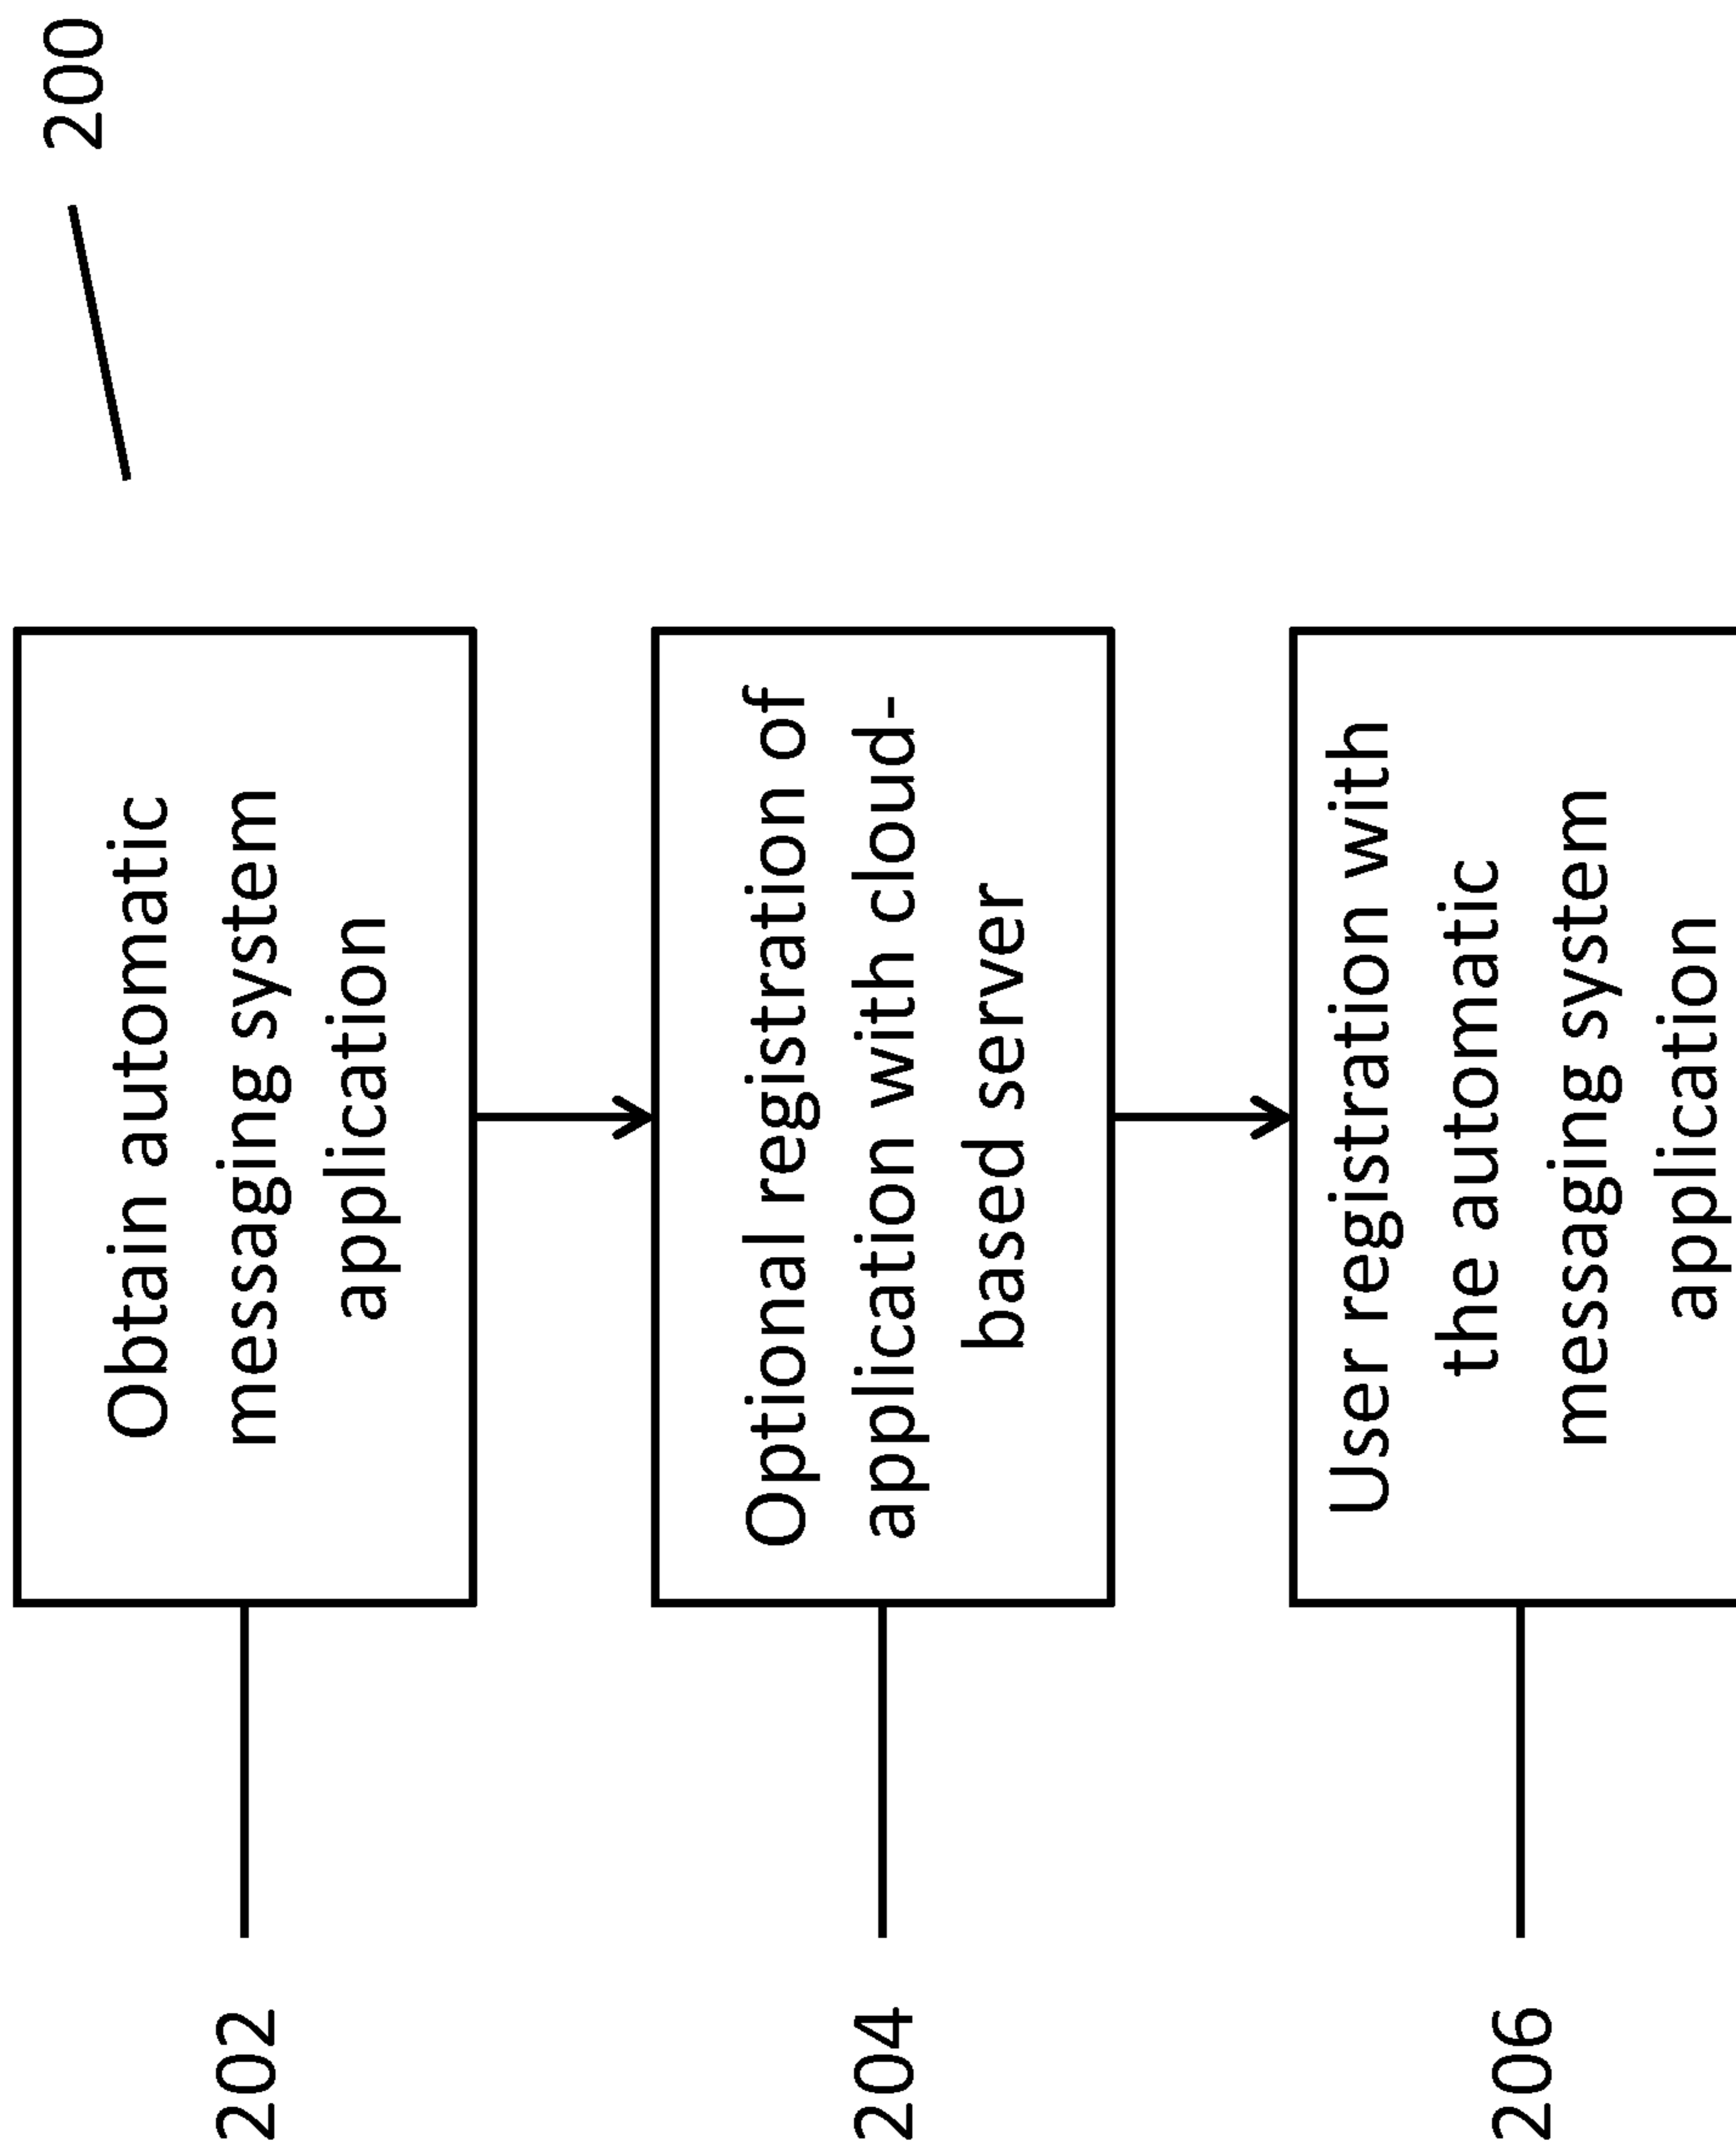 200
202
Obtain automatic
messaging system
application
204
Optional registration of
application with cloud-
based server
206
User registration with
the automatic
messaging system
application